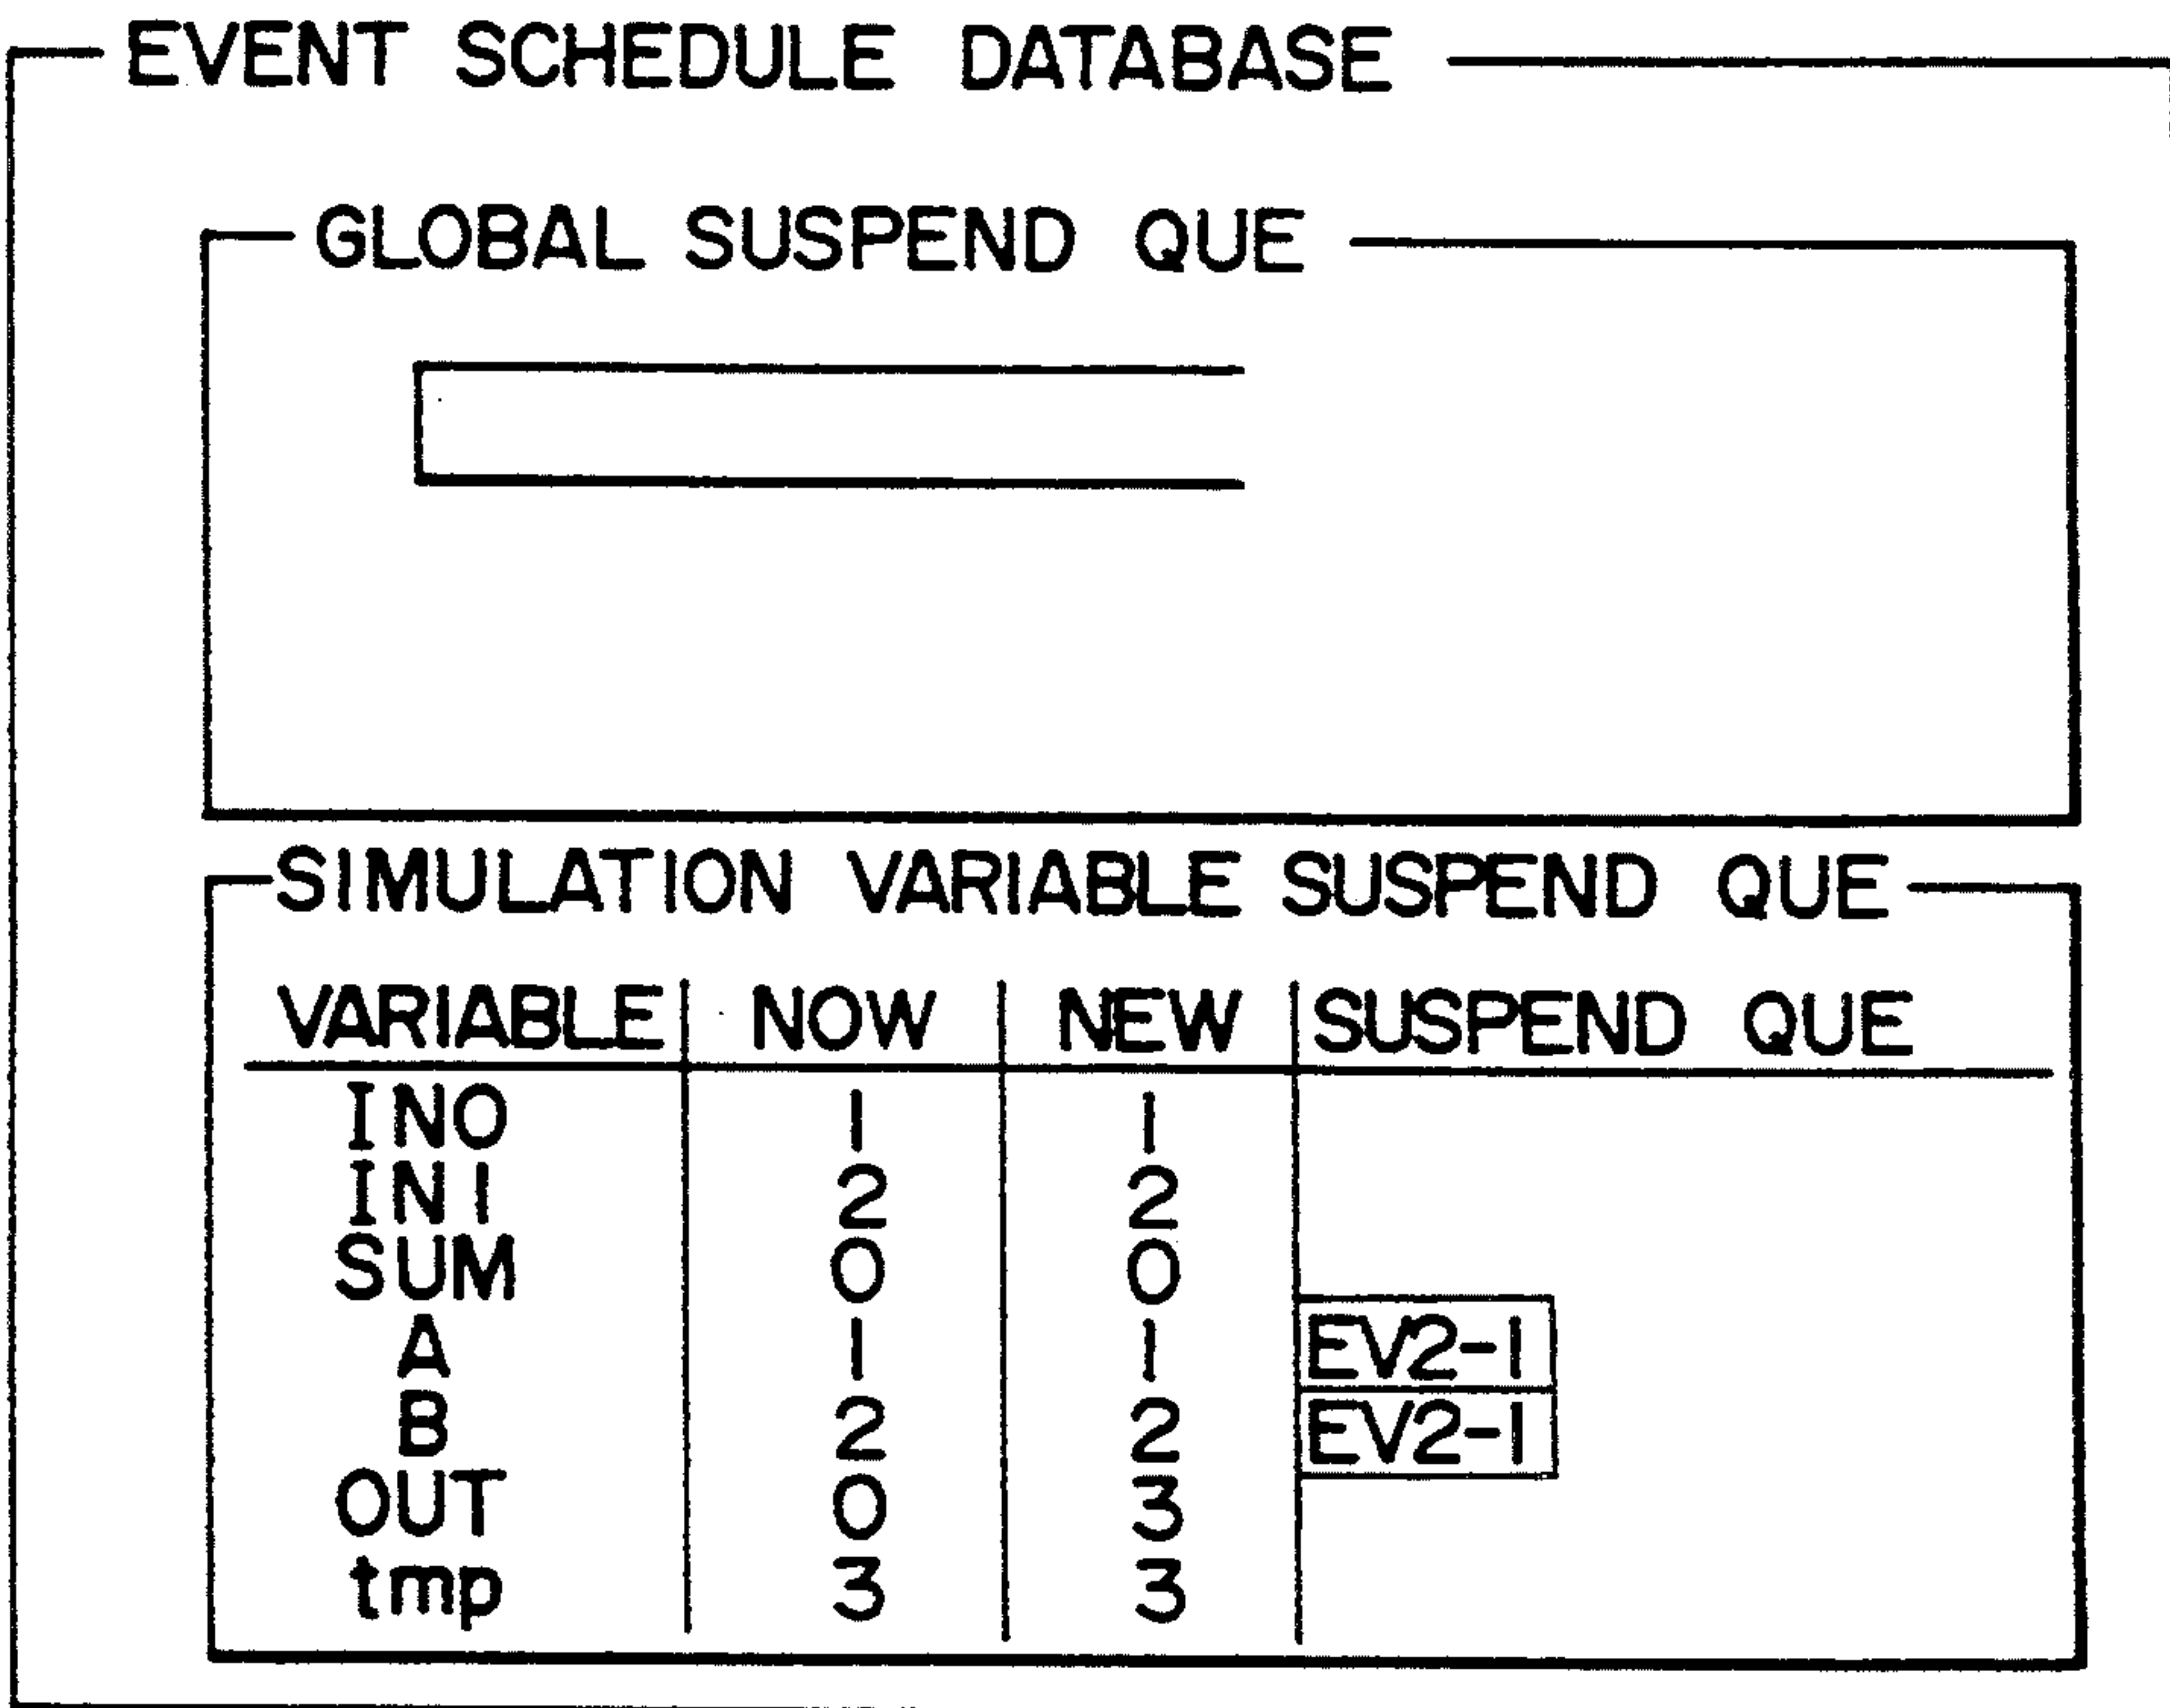 EVENT SCHEDULE DATABASE
GLOBAL SUSPEND QUE
SIMULATION VARIABLE SUSPEND QUE
VARIABLE NOW NEW SUSPEND QUE
IN0 1 1
IN1 2 2
SUM 0 0
A 1 1 EV2-1
B 2 2 EV2-1
OUT 0 3
tmp 3 3